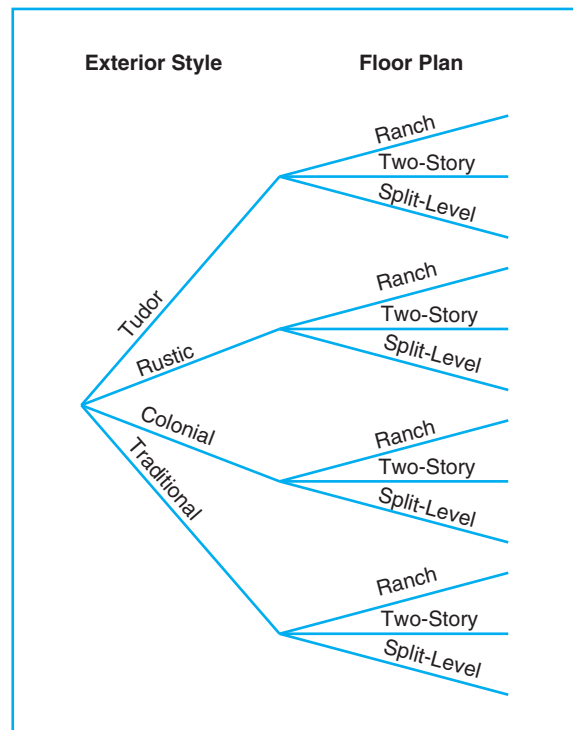 Exterior Style Floor Plan
Ranch
Two-Story
Split-Level
Tudor
Ranch
Two-Story
Split-Level
Rustic
Ranch
Two-Story
Split-Level
Colonial
Ranch
Two-Story
Split-Level
Traditional